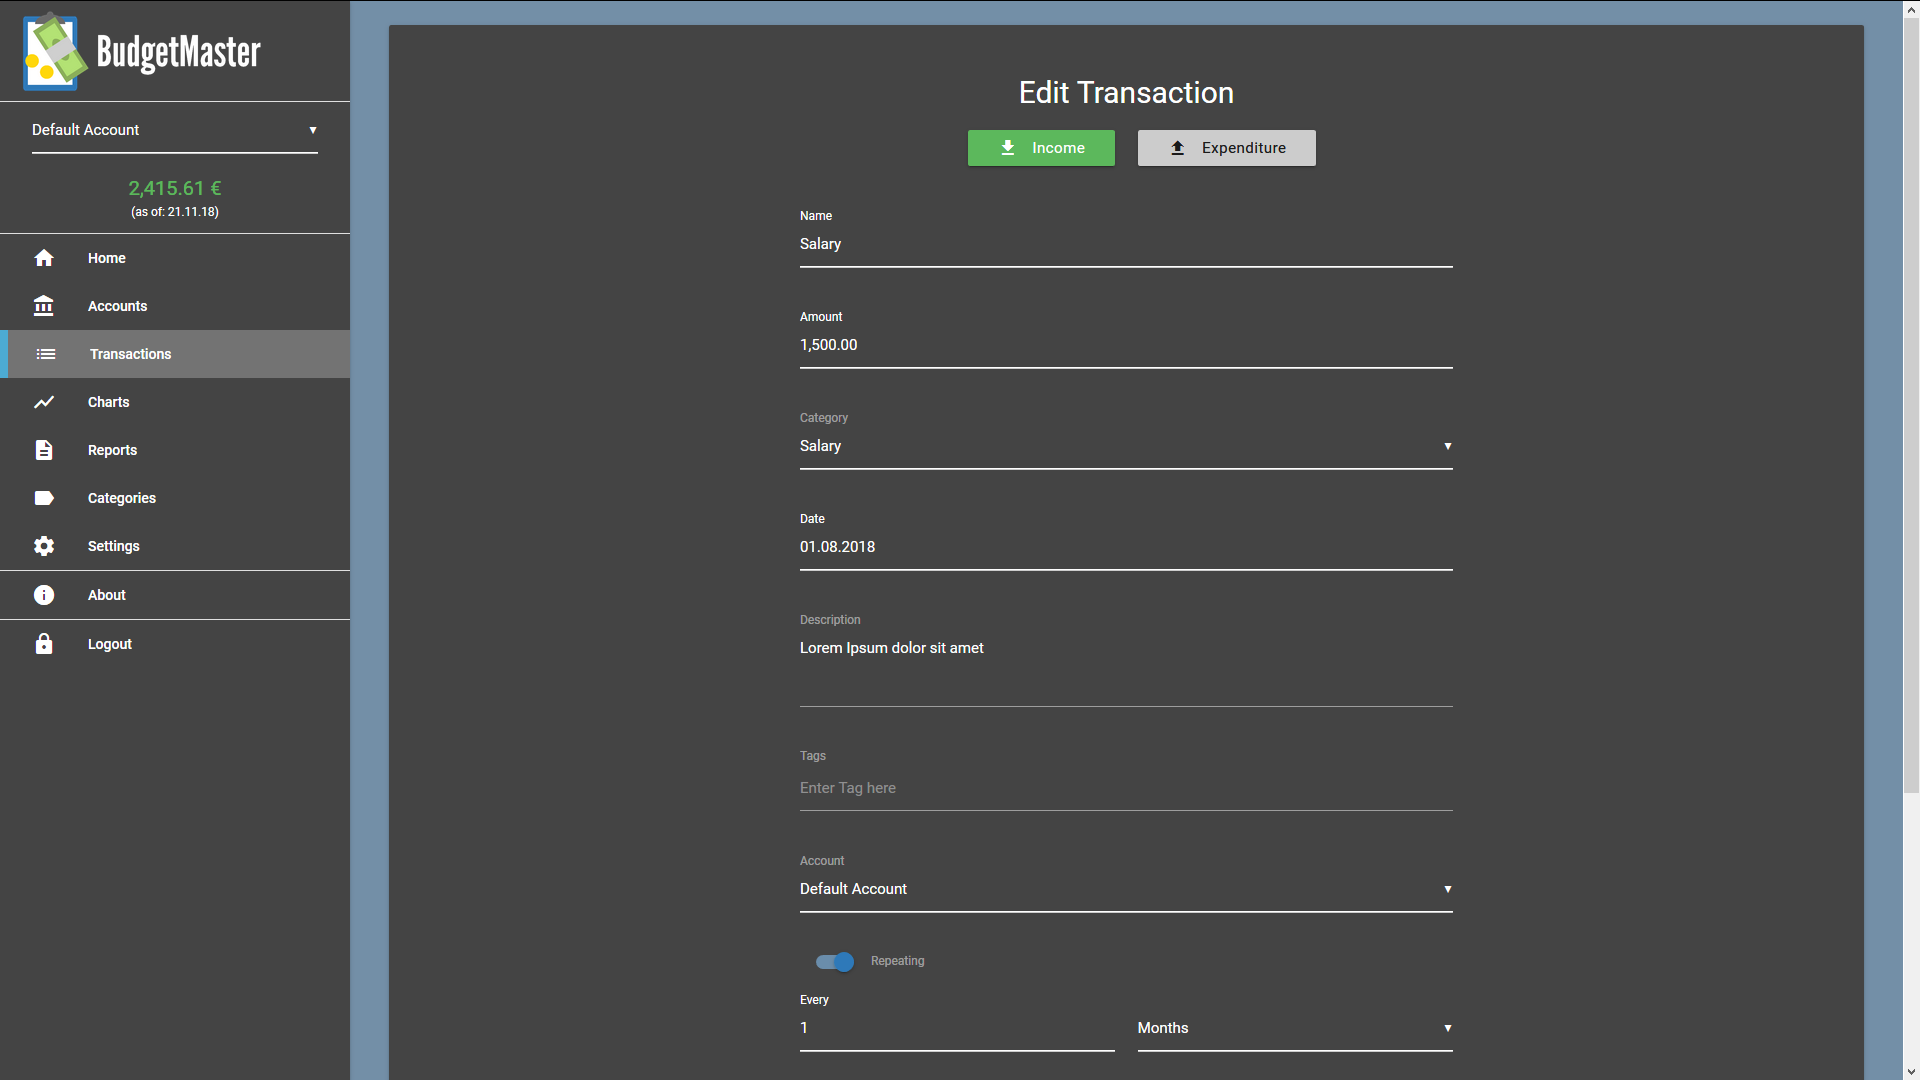 BudgetMaster
Default Account
2,415.61 €
(as of: 21.11.18)
Home
Accounts
Transactions
Charts
Reports
Categories
Settings
About
Logout
Edit Transaction
Income
Expenditure
Name
Salary
Amount
1,500.00
Category
Salary
Date
01.08.2018
Description
Lorem Ipsum dolor sit amet
Tags
Enter Tag here
Account
Default Account
Repeating
Every
1
Months